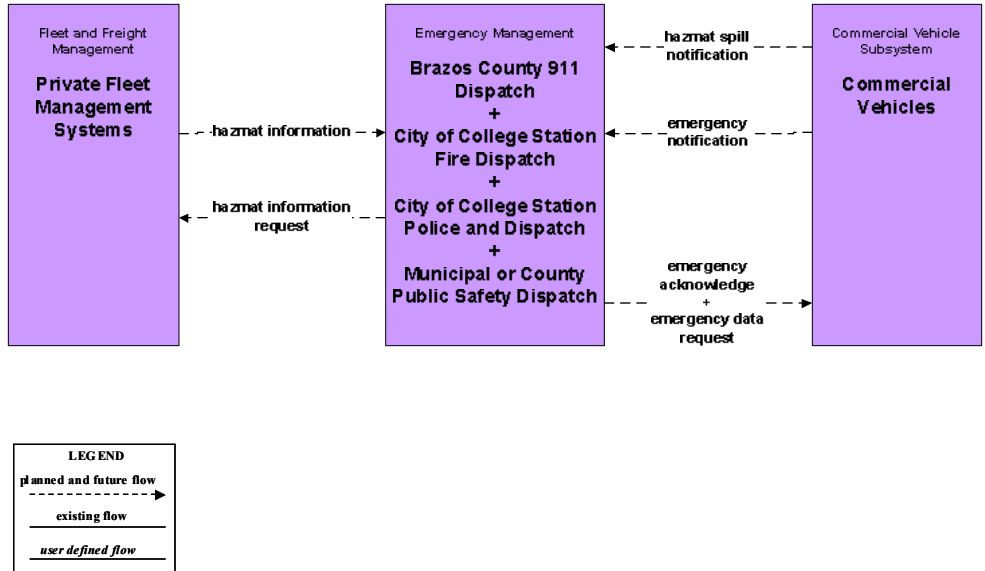 Fleet and Freight
Management
Private Fleet
Management
Systems
hazmat information
hazmat information
request
Emergency Management
Brazos County 911
Dispatch
+
City of College Station
Fire Dispatch
+
City of College Station
Police and Dispatch
+
Municipal or County
Public Safety Dispatch
hazmat spill
notification
emergency
notification
emergency
acknowledge
+
emergency data
request
Commercial Vehicle
Subsystem
Commercial
Vehicles
LEGEND
planned and future flow
existing flow
user defined flow